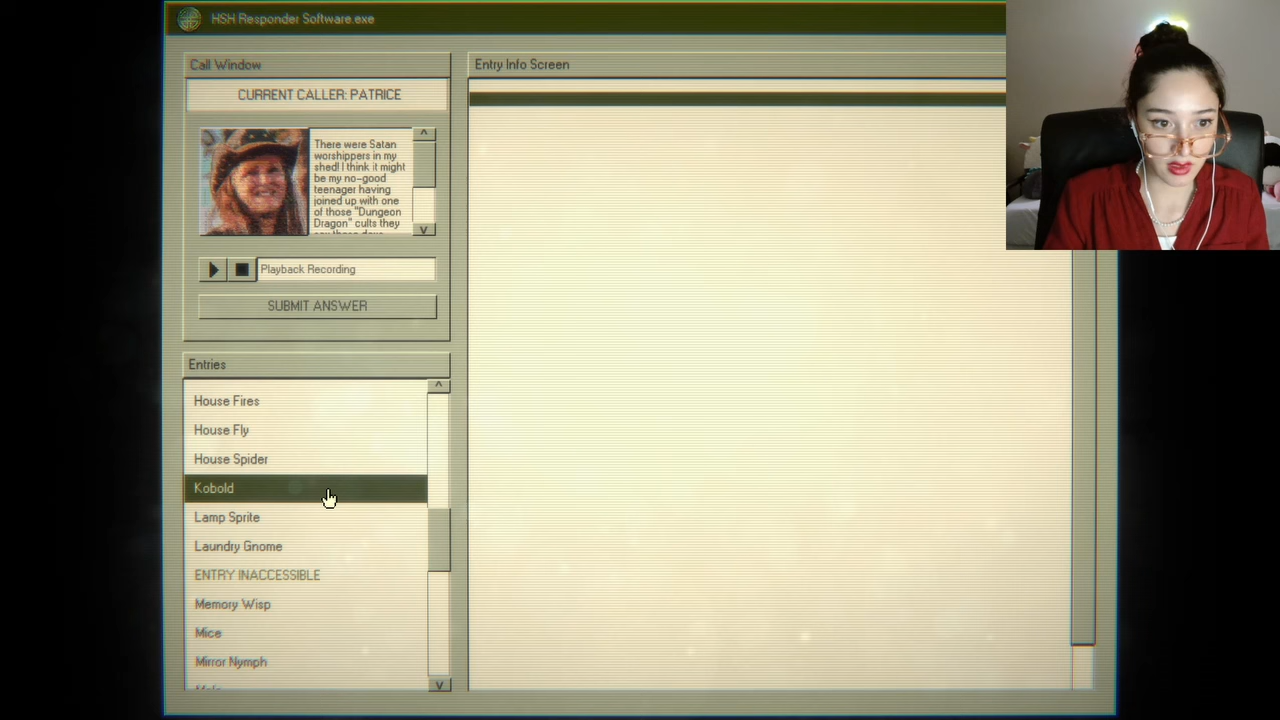 HSH Responder Software.exe
Call Window
CURRENT CALLER: PATRICE
There were Satan
worshippers in my
shed! I think it might
be my no-good
teenager having
joined up with one
of those "Dungeon
Dragon" cults they
Playback Recording
SUBMIT ANSWER
Entries
House Fires
House Fly
House Spider
Kobold
Lamp Sprite
Laundry Gnome
ENTRY INACCESSIBLE
Memory Wisp
Mice
Mirror Nymph
Entry Info Screen